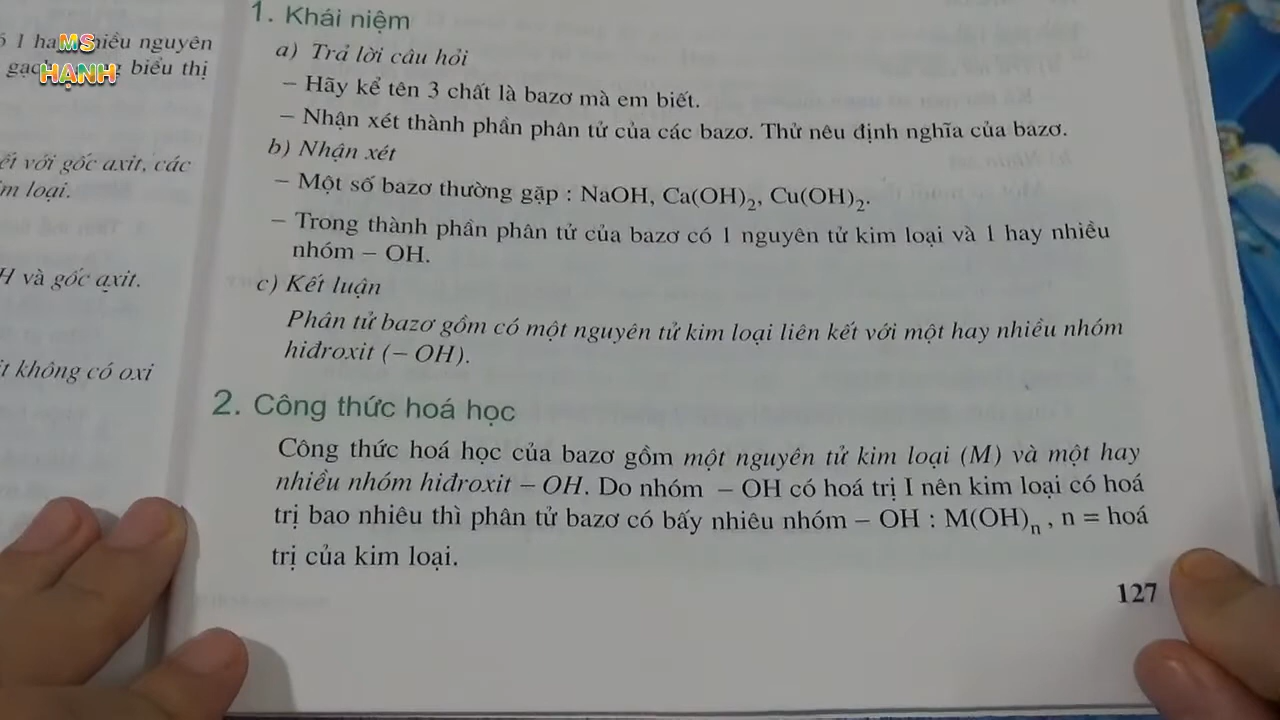 MS
HẠNH
ó 1 ha iều nguyên
gạch biểu thị
ết với gốc axit, các
m loại.
H và gốc axit.
it không có oxi
1. Khái niệm
a) Trả lời câu hỏi
– Hãy kể tên 3 chất là bazơ mà em biết.
– Nhận xét thành phần phân tử của các bazơ. Thử nêu định nghĩa của bazơ.
b) Nhận xét
– Một số bazơ thường gặp : NaOH, Ca(OH)₂, Cu(OH)₂.
– Trong thành phần phân tử của bazơ có 1 nguyên tử kim loại và 1 hay nhiều
nhóm – OH.
c) Kết luận
Phân tử bazơ gồm có một nguyên tử kim loại liên kết với một hay nhiều nhóm
hiđroxit (– OH).
2. Công thức hoá học
Công thức hoá học của bazơ gồm một nguyên tử kim loại (M) và một hay
nhiều nhóm hiđroxit – OH. Do nhóm – OH có hoá trị I nên kim loại có hoá
trị bao nhiêu thì phân tử bazơ có bấy nhiêu nhóm – OH : M(OH)ₙ , n = hoá
trị của kim loại.
127